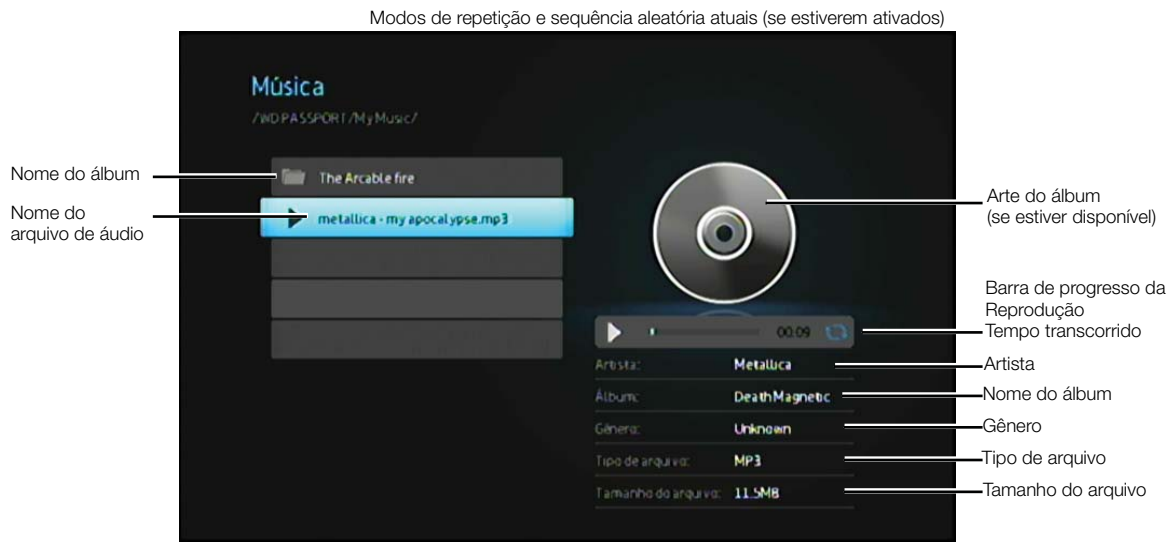 Modos de repetição e sequência aleatória atuais (se estiverem ativados)
Música
/WD PASSPORT/My Music/
Nome do álbum
The Arcable fire
Nome do
arquivo de áudio
metallica - my apocalypse.mp3
Arte do álbum
(se estiver disponível)
Barra de progresso da
Reprodução
Tempo transcorrido
00:09
Artista: Metallica
Artista
Álbum: Death Magnetic
Nome do álbum
Gênero: Unknown
Gênero
Tipo de arquivo: MP3
Tipo de arquivo
Tamanho do arquivo: 11.5MB
Tamanho do arquivo